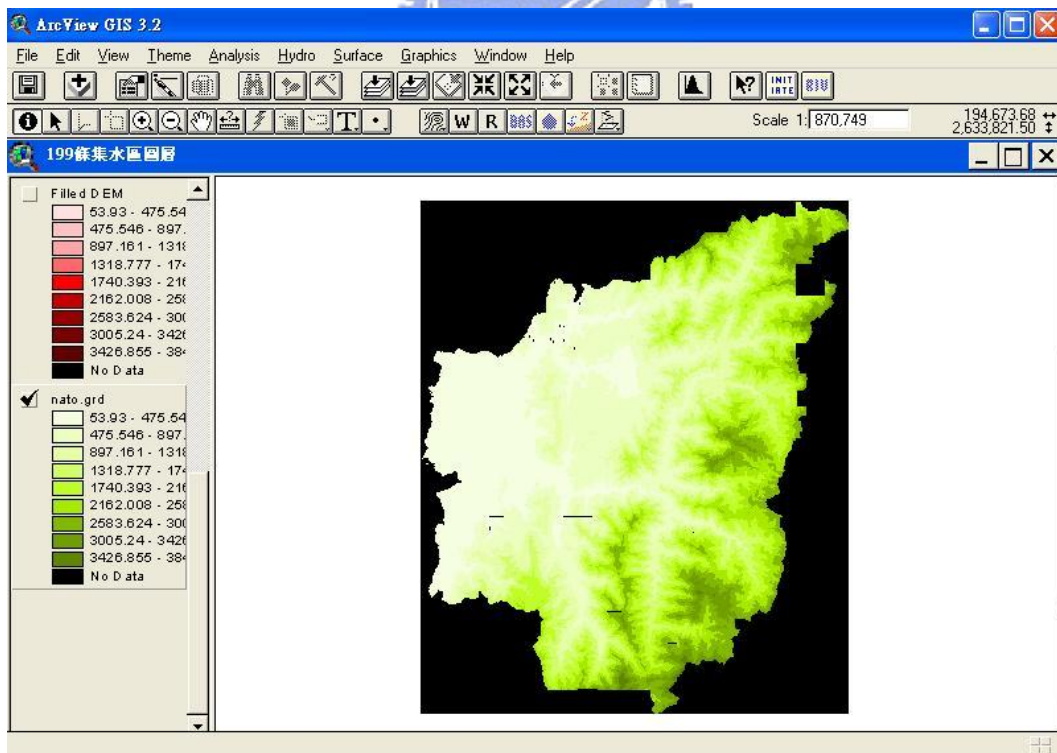 ArcView GIS 3.2
File Edit View Theme Analysis Hydro Surface Graphics Window Help
INIT IRTE
W R BAS Scale 1: 870,749 194,673.68 2,633,821.50
199條集水區圖層
Filled DEM
53.93 - 475.54
475.546 - 897.
897.161 - 1318
1318.777 - 174
1740.393 - 216
2162.008 - 258
2583.624 - 300
3005.24 - 3426
3426.855 - 384
No Data
nato.grd
53.93 - 475.54
475.546 - 897.
897.161 - 1318
1318.777 - 174
1740.393 - 216
2162.008 - 258
2583.624 - 300
3005.24 - 3426
3426.855 - 384
No Data